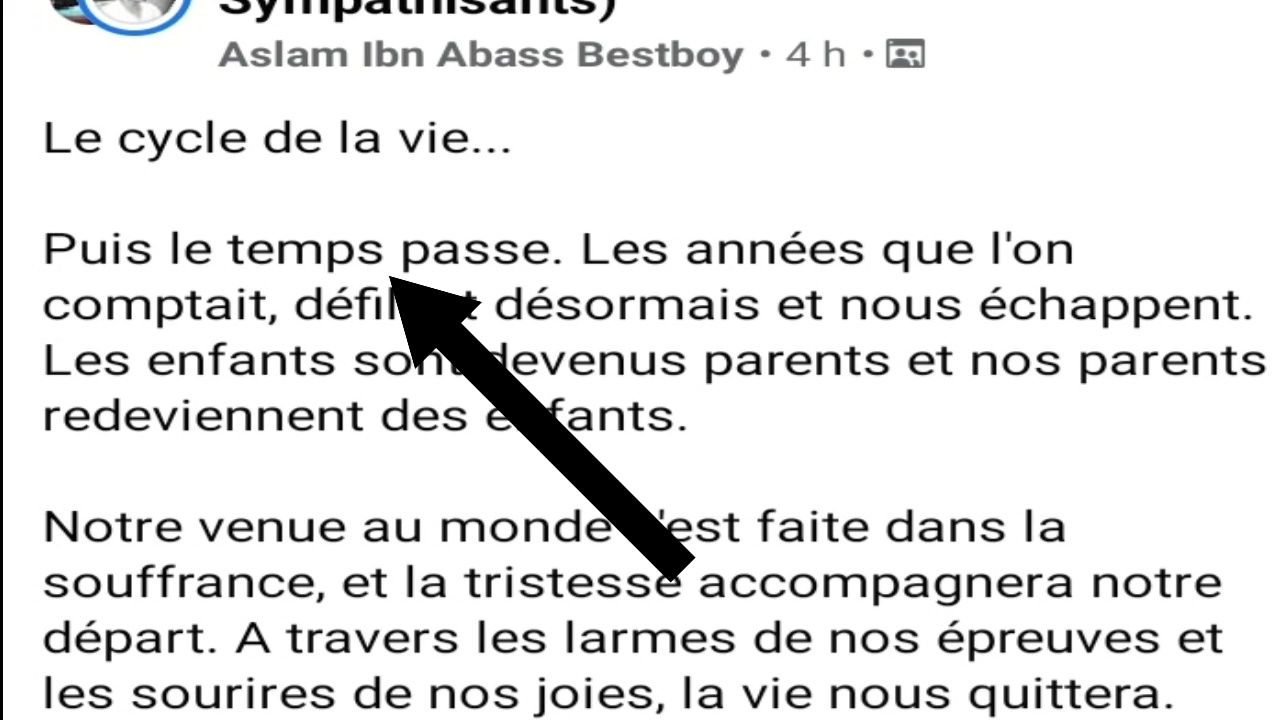 Sympathisants)
Aslam Ibn Abass Bestboy • 4 h •
Le cycle de la vie...
Puis le temps passe. Les années que l'on
comptait, désormais et nous échappent.
Les enfants sont devenus parents et nos parents
redeviennent des enfants.
Notre venue au monde s'est faite dans la
souffrance, et la tristesse accompagnera notre
départ. A travers les larmes de nos épreuves et
les sourires de nos joies, la vie nous quittera.